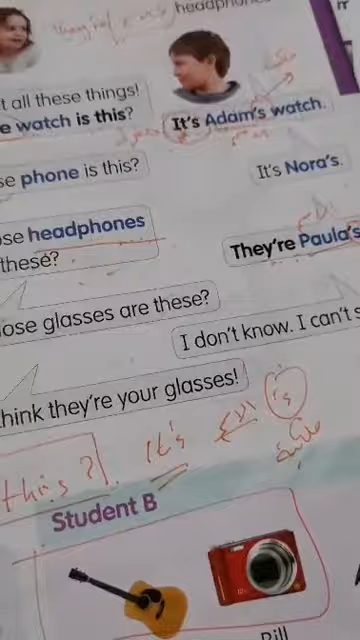 headphones
t all these things!
e watch is this?
It's Adam's watch.
se phone is this?
It's Nora's.
ose headphones
these?
They're Paula's
ose glasses are these?
I don't know. I can't s
hink they're your glasses!
this? It's is
Student B
Bill